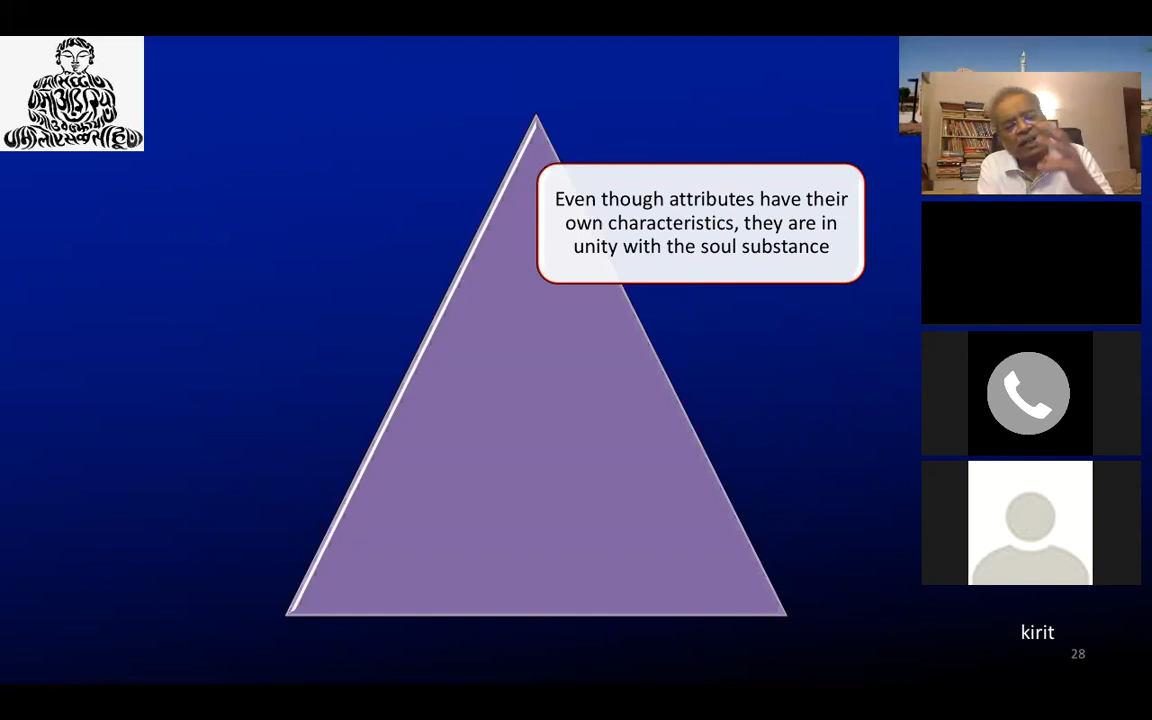 Even though attributes have their
own characteristics, they are in
unity with the soul substance
kirit
28